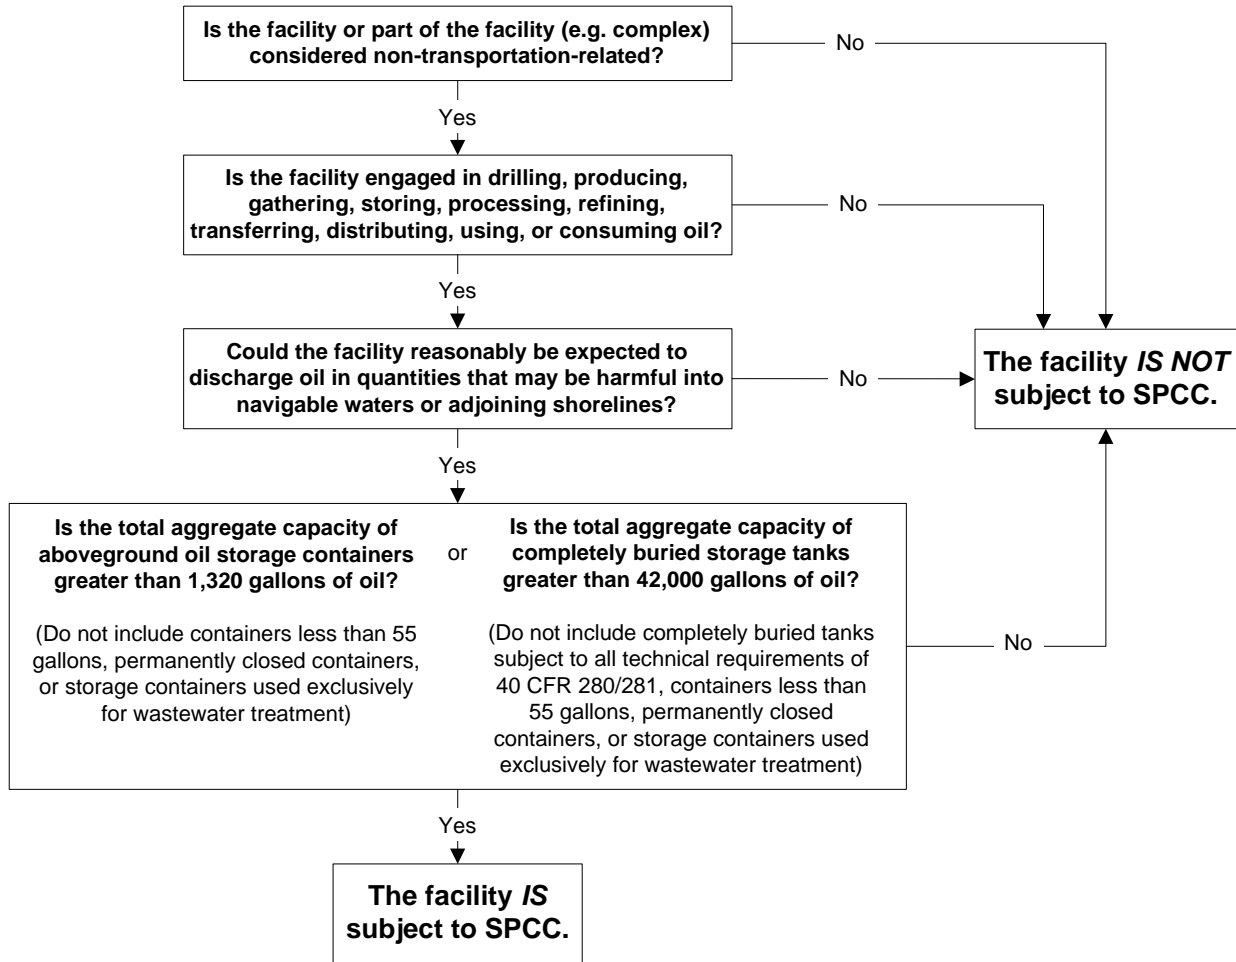 Is the facility or part of the facility (e.g. complex)
considered non-transportation-related?
No
Yes
Is the facility engaged in drilling, producing,
gathering, storing, processing, refining,
transferring, distributing, using, or consuming oil?
No
Yes
Could the facility reasonably be expected to
discharge oil in quantities that may be harmful into
navigable waters or adjoining shorelines?
No
The facility IS NOT
subject to SPCC.
Yes
Is the total aggregate capacity of
aboveground oil storage containers
greater than 1,320 gallons of oil?
(Do not include containers less than 55
gallons, permanently closed containers,
or storage containers used exclusively
for wastewater treatment)
or
Is the total aggregate capacity of
completely buried storage tanks
greater than 42,000 gallons of oil?
(Do not include completely buried tanks
subject to all technical requirements of
40 CFR 280/281, containers less than
55 gallons, permanently closed
containers, or storage containers used
exclusively for wastewater treatment)
No
Yes
The facility IS
subject to SPCC.